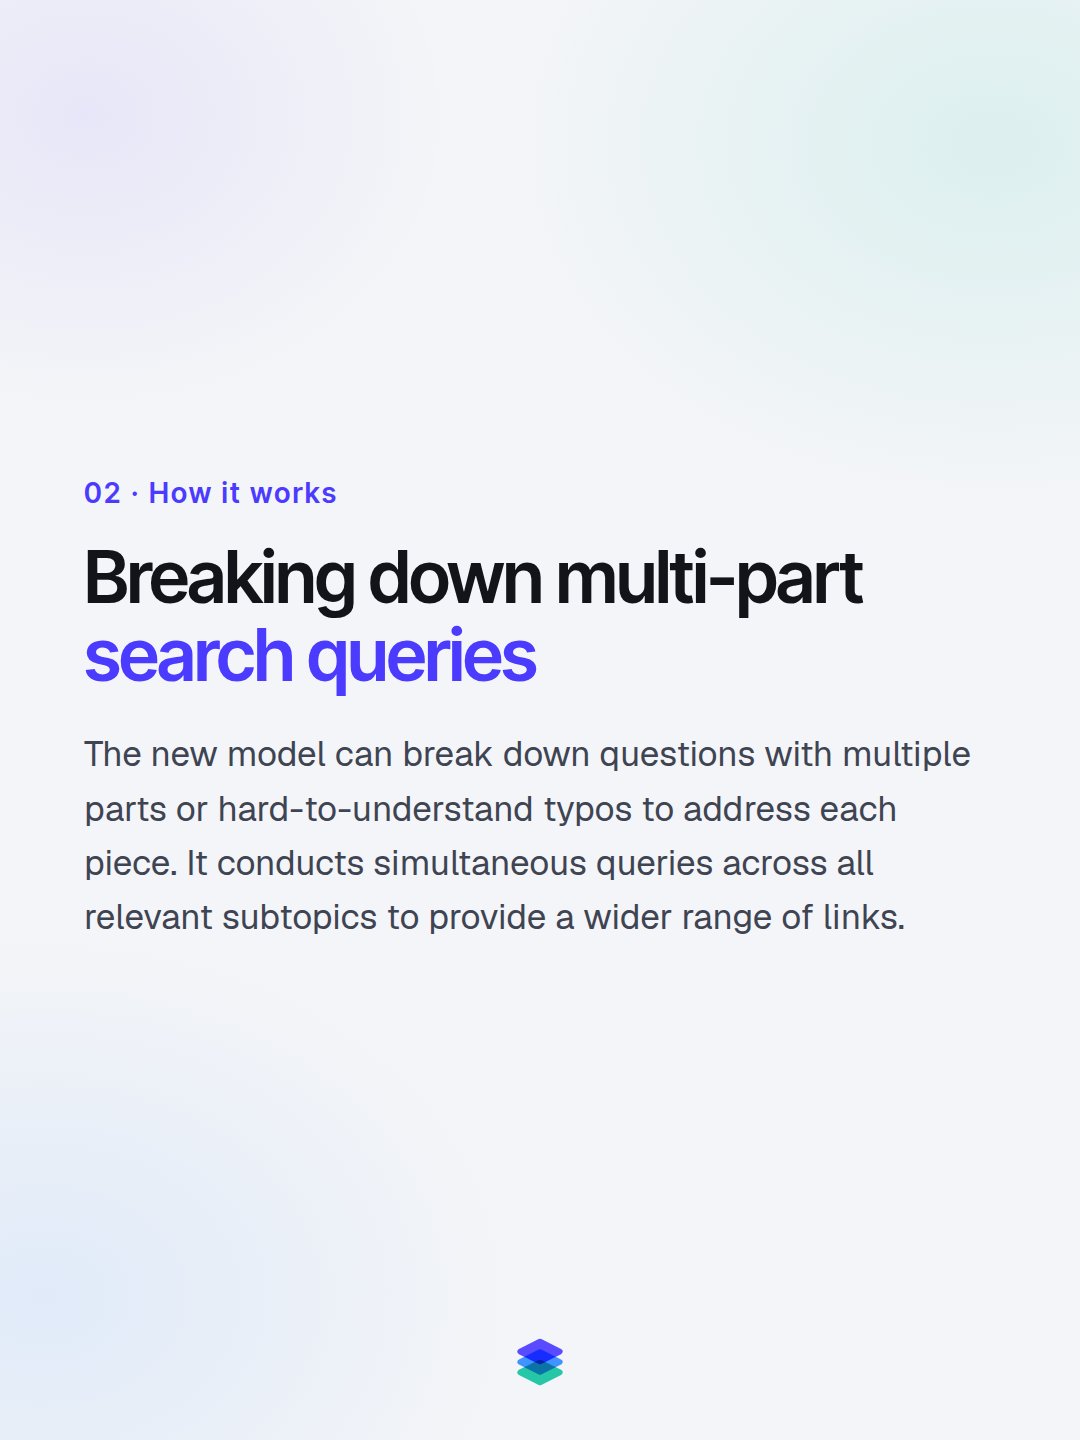 02 · How it works
Breaking down multi-part
search queries
The new model can break down questions with multiple
parts or hard-to-understand typos to address each
piece. It conducts simultaneous queries across all
relevant subtopics to provide a wider range of links.